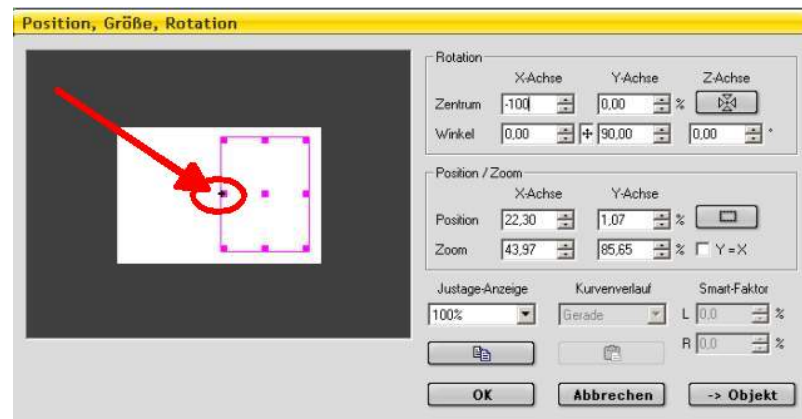 Position, Größe, Rotation
Rotation
X-Achse Y-Achse Z-Achse
Zentrum -100 0,00 %
Winkel 0,00 90,00 0,00 °
Position / Zoom
X-Achse Y-Achse
Position 22,30 1,07 %
Zoom 43,97 85,65 % Y=X
Justage-Anzeige Kurvenverlauf Smart-Faktor
100% Gerade L 0,0 %
R 0,0 %
OK Abbrechen -> Objekt